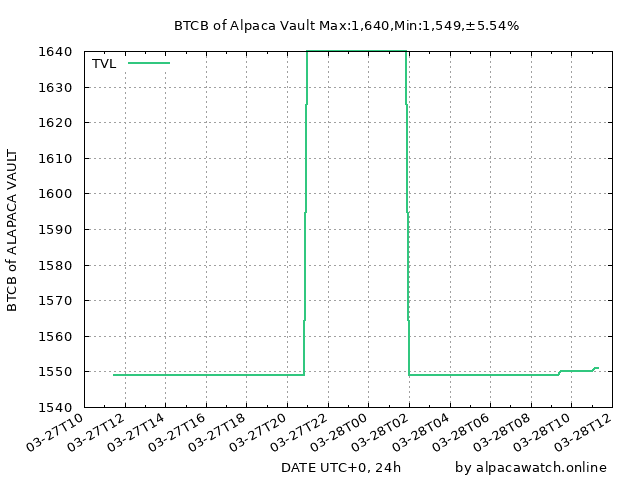 BTCB of Alpaca Vault Max:1,640,Min:1,549,±5.54%
TVL
1640
1630
1620
1610
1600
1590
1580
1570
1560
1550
1540
BTCB of ALAPACA VAULT
03-27T10
03-27T12
03-27T14
03-27T16
03-27T18
03-27T20
03-27T22
03-28T00
03-28T02
03-28T04
03-28T06
03-28T08
03-28T10
03-28T12
DATE UTC+0, 24h
by alpacawatch.online